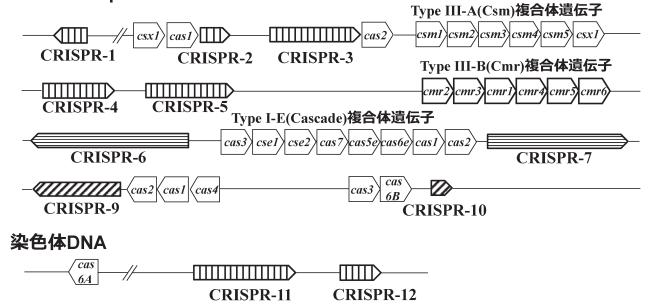 Type III-A(Csm)複合体遺伝子
csx1 cas1 cas2 csm1 csm2 csm3 csm4 csm5 csx1
CRISPR-1 CRISPR-2 CRISPR-3
Type III-B(Cmr)複合体遺伝子
cmr2 cmr3 cmr1 cmr4 cmr5 cmr6
CRISPR-4 CRISPR-5
Type I-E(Cascade)複合体遺伝子
cas3 cse1 cse2 cas7 cas5e cas6e cas1 cas2
CRISPR-6 CRISPR-7
cas2 cas1 cas4 cas3 cas 6B
CRISPR-9 CRISPR-10
染色体DNA
cas 6A
CRISPR-11 CRISPR-12